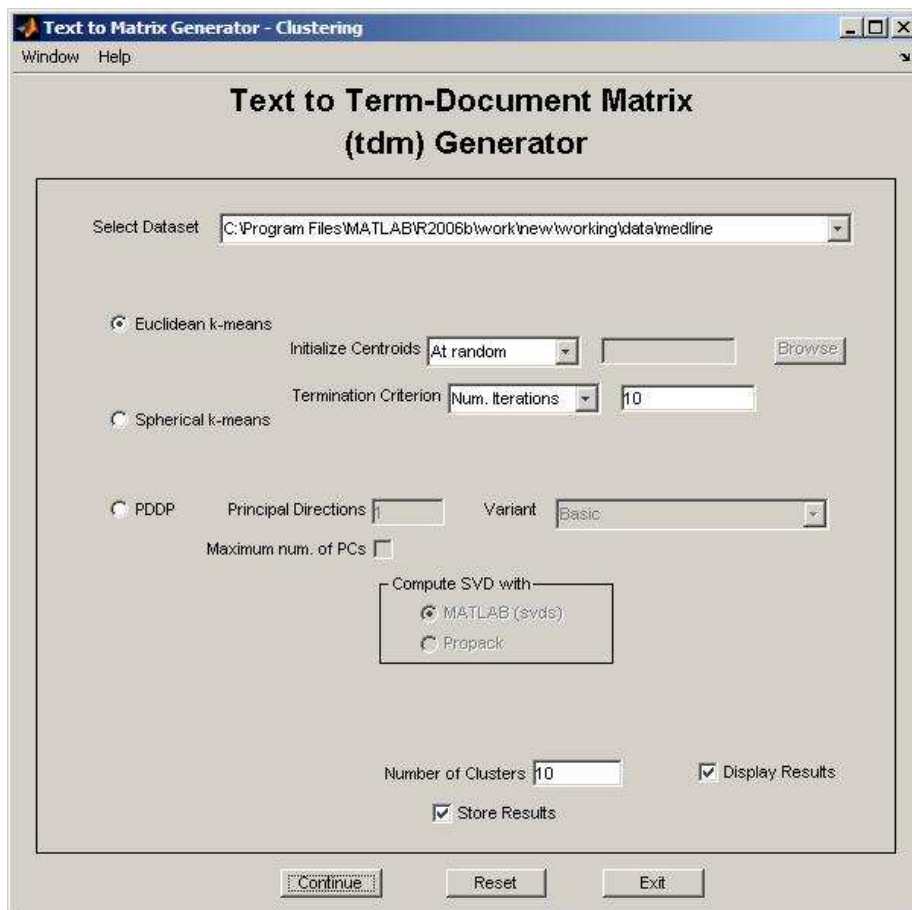 Text to Matrix Generator - Clustering
Window Help
Text to Term-Document Matrix
(tdm) Generator
Select Dataset C:\Program Files\MATLAB\R2006b\work\new\working\data\medline
Euclidean k-means
Initialize Centroids At random Browse
Termination Criterion Num. Iterations 10
Spherical k-means
PDDP Principal Directions 1 Variant Basic
Maximum num. of PCs
Compute SVD with
MATLAB (svds)
Propack
Number of Clusters 10 Display Results
Store Results
Continue Reset Exit